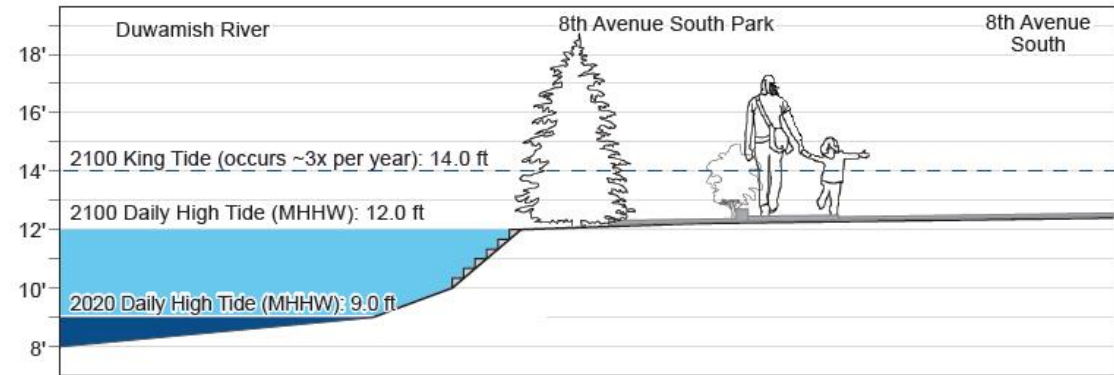 Duwamish River
8th Avenue South Park
8th Avenue
South
18'
16'
2100 King Tide (occurs ~3x per year): 14.0 ft
14'
2100 Daily High Tide (MHHW): 12.0 ft
12'
10'
2020 Daily High Tide (MHHW): 9.0 ft
8'